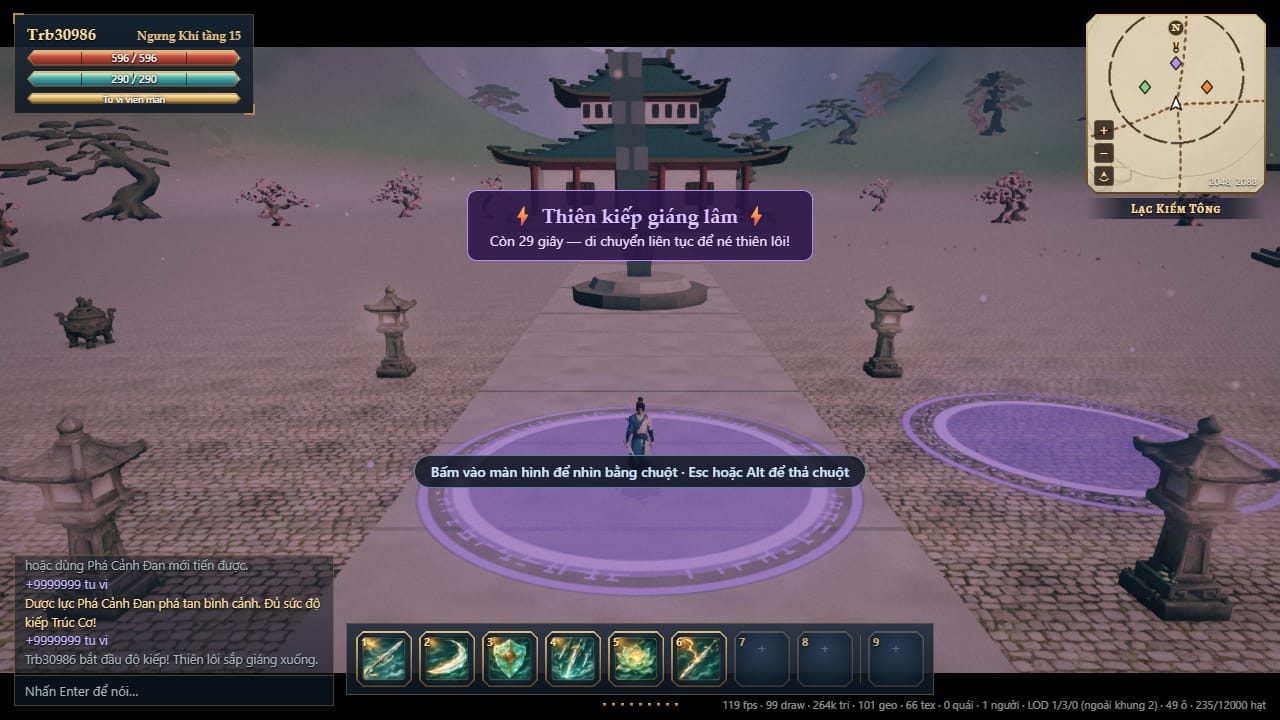 Trb30986
Ngưng Khí tầng 15
596 / 596
290 / 290
Tu vi viên mãn
N
+
−
2048, 2088
Lạc Kiếm Tông
Thiên kiếp giáng lâm
Còn 29 giây — di chuyển liên tục để né thiên lôi!
Bấm vào màn hình để nhìn bằng chuột · Esc hoặc Alt để thả chuột
hoặc dùng Phá Cảnh Đan mới tiến được.
+9999999 tu vi
Dược lực Phá Cảnh Đan phá tan bình cảnh. Đủ sức độ
kiếp Trúc Cơ!
+9999999 tu vi
Trb30986 bắt đầu độ kiếp! Thiên lôi sắp giáng xuống.
Nhấn Enter để nói...
1 2 3 4 5 6 7 8 9
+ + +
119 fps · 99 draw · 264k tri · 101 geo · 66 tex · 0 quái · 1 người · LOD 1/3/0 (ngoài khung 2) · 49 ô · 235/12000 hạt